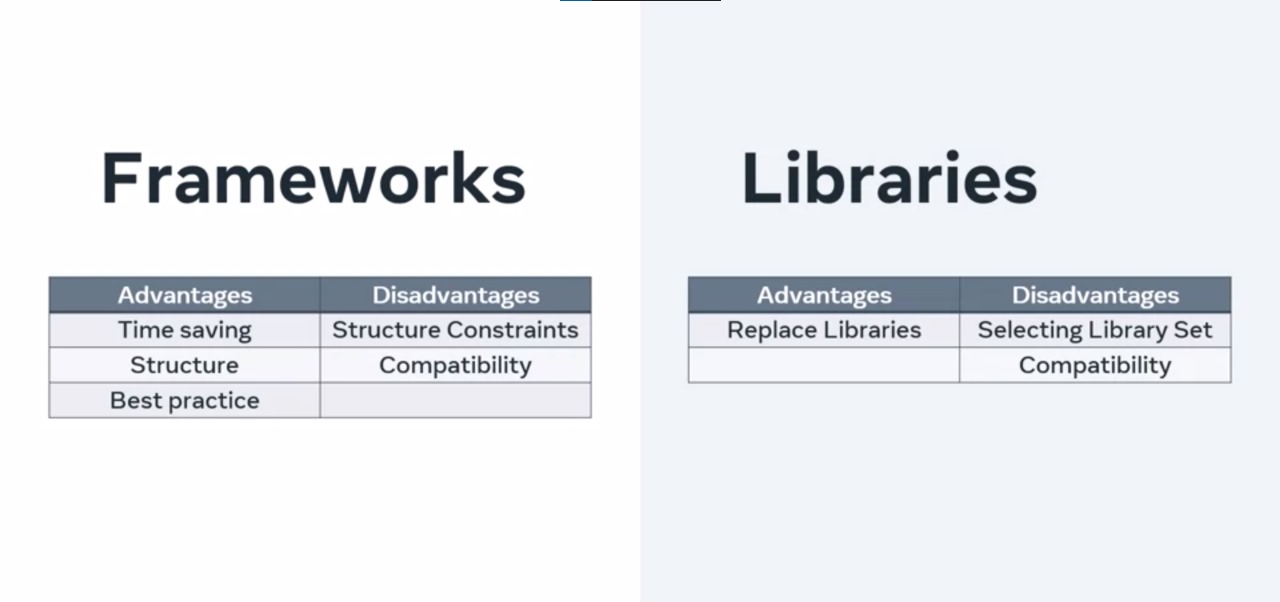 Frameworks
Advantages Disadvantages
Time saving Structure Constraints
Structure Compatibility
Best practice
Libraries
Advantages Disadvantages
Replace Libraries Selecting Library Set
Compatibility